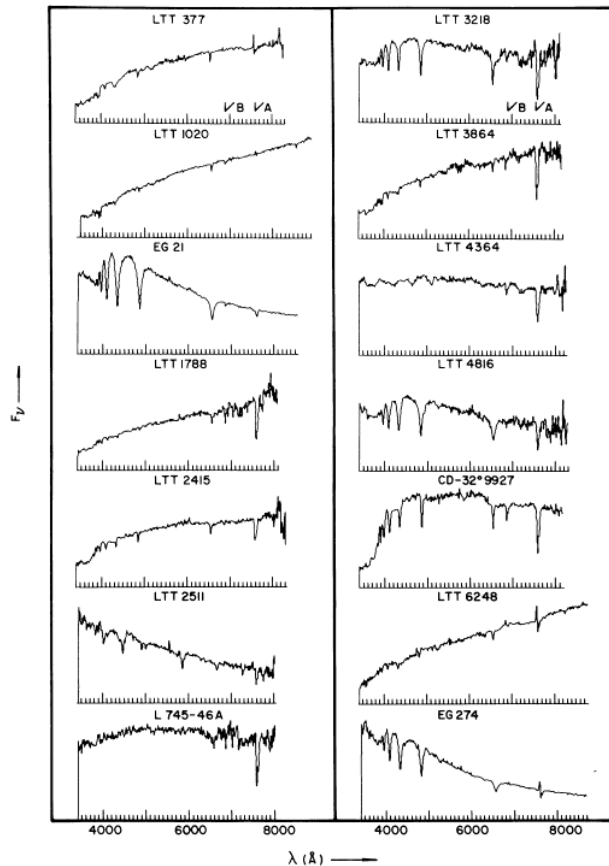 LTT 377
√B √A
LTT 1020
EG 21
LTT 1788
LTT 2415
LTT 2511
L 745-46A
LTT 3218
√B √A
LTT 3864
LTT 4364
LTT 4816
CD-32°9927
LTT 6248
EG 274
Fν
4000 6000 8000
4000 6000 8000
λ (Å)